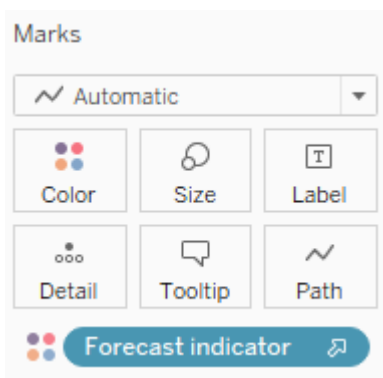 Marks
Automatic
Color Size Label
Detail Tooltip Path
Forecast indicator